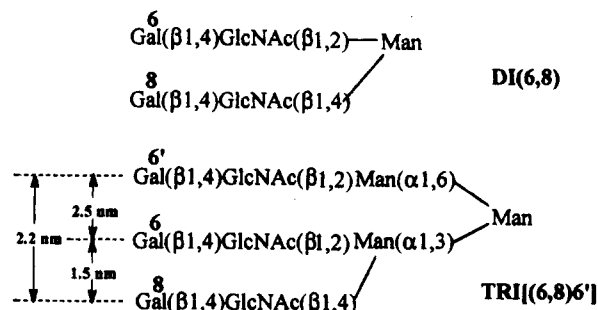 6
Gal(β1,4)GlcNAc(β1,2)—Man
DI(6,8)
8
Gal(β1,4)GlcNAc(β1,4)
6'
Gal(β1,4)GlcNAc(β1,2)Man(α1,6)
2.5 nm
Man
2.2 nm
6
Gal(β1,4)GlcNAc(β1,2)Man(α1,3)
1.5 nm
8
Gal(β1,4)GlcNAc(β1,4)
TRI[(6,8)6']